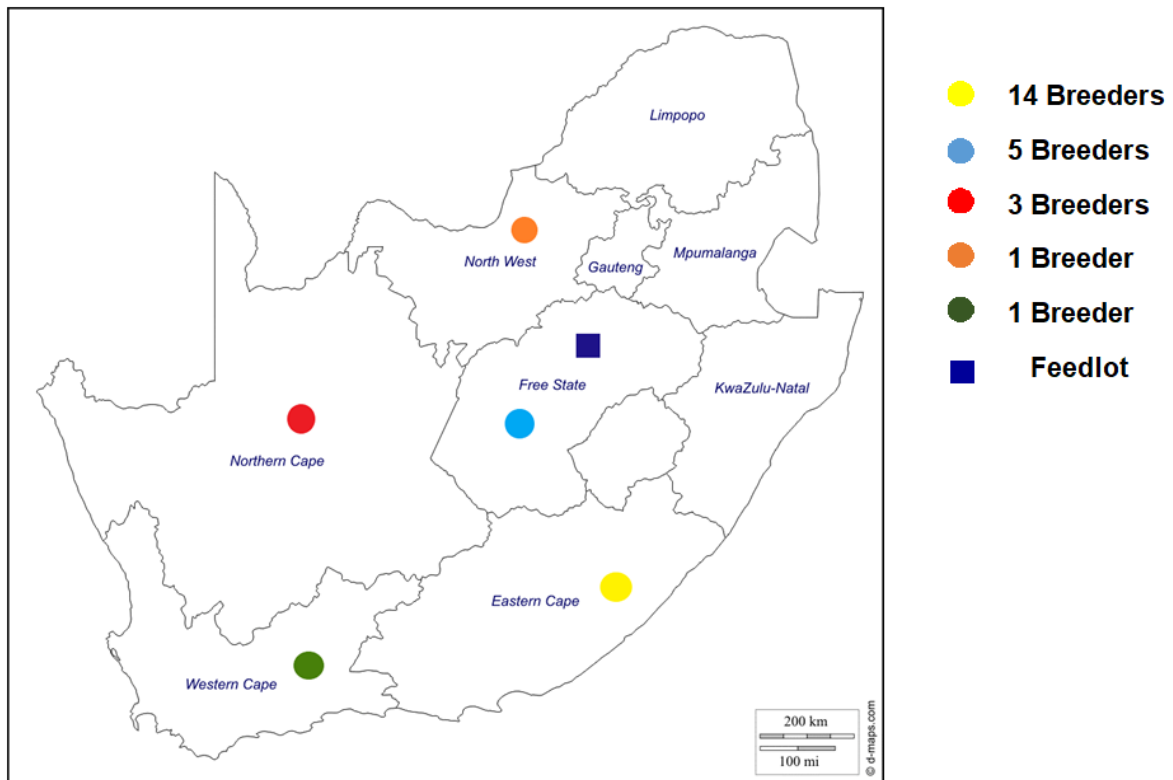 Limpopo
North West
Gauteng
Mpumalanga
Free State
KwaZulu-Natal
Northern Cape
Eastern Cape
Western Cape
200 km
100 mi
© d-maps.com
14 Breeders
5 Breeders
3 Breeders
1 Breeder
1 Breeder
Feedlot